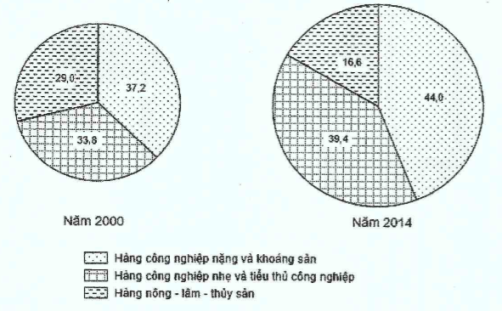 29,0
37,2
33,8
16,6
44,0
39,4
Năm 2000
Năm 2014
Hàng công nghiệp nặng và khoáng sản
Hàng công nghiệp nhẹ và tiểu thủ công nghiệp
Hàng nông - lâm - thủy sản